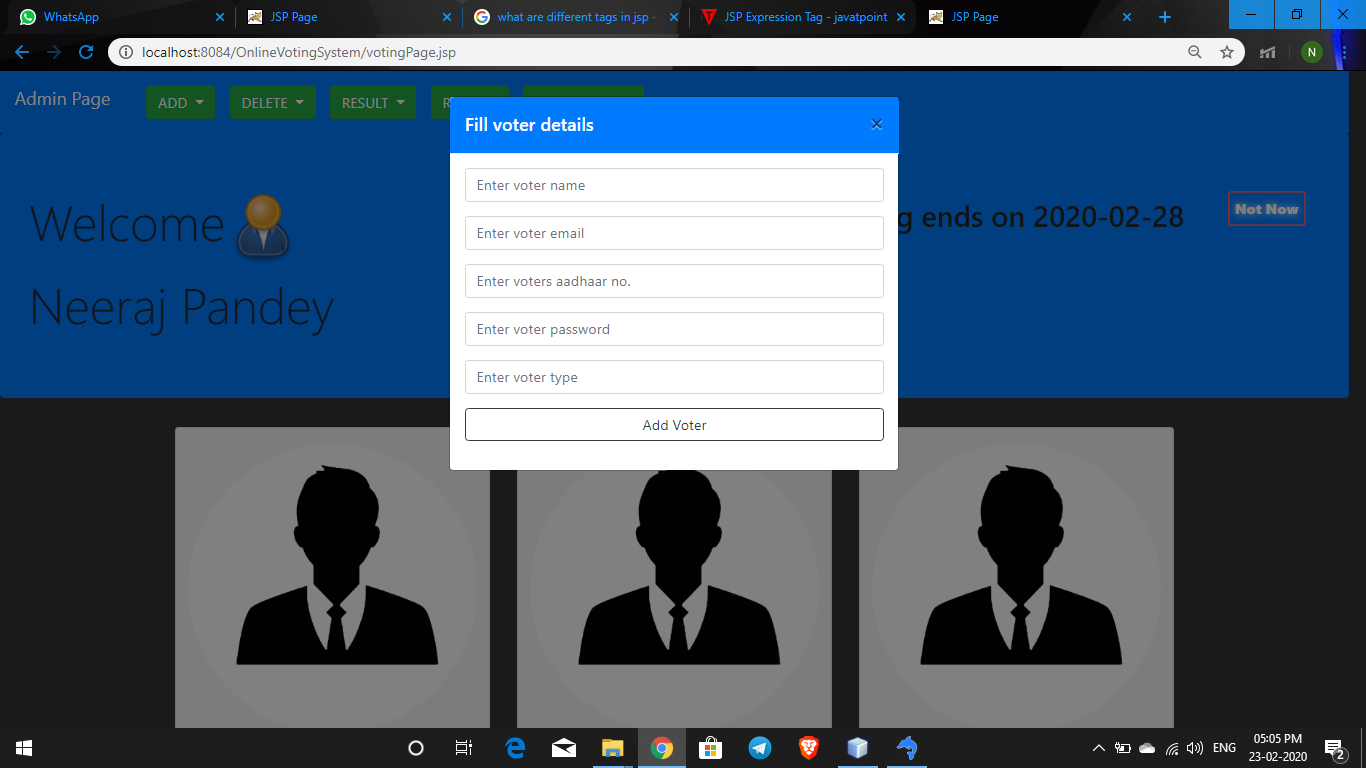 WhatsApp
JSP Page
what are different tags in jsp -
JSP Expression Tag - javatpoint
JSP Page
localhost:8084/OnlineVotingSystem/votingPage.jsp
N
Admin Page
ADD
DELETE
RESULT
Fill voter details
×
Enter voter name
Enter voter email
Enter voters aadhaar no.
Enter voter password
Enter voter type
Add Voter
Welcome
Neeraj Pandey
ends on 2020-02-28
Not Now
ENG
05:05 PM
23-02-2020
2